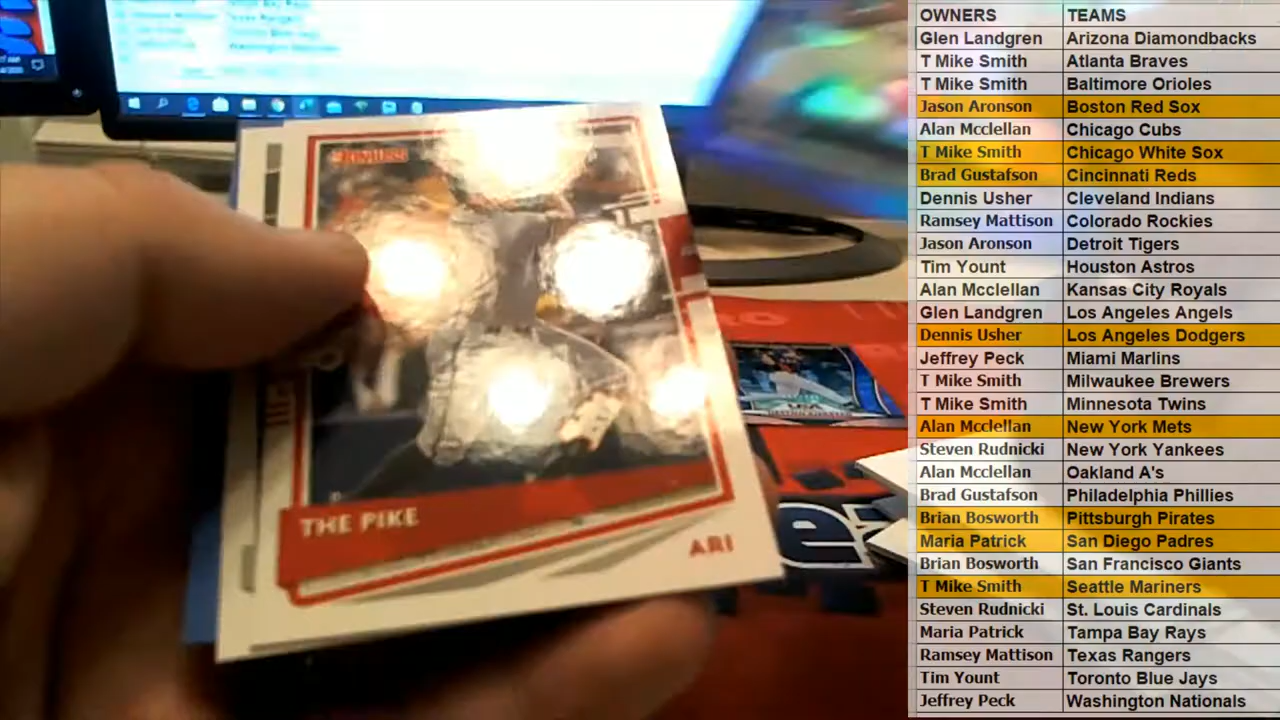 OWNERS TEAMS
Glen Landgren Arizona Diamondbacks
T Mike Smith Atlanta Braves
T Mike Smith Baltimore Orioles
Jason Aronson Boston Red Sox
Alan Mcclellan Chicago Cubs
T Mike Smith Chicago White Sox
Brad Gustafson Cincinnati Reds
Dennis Usher Cleveland Indians
Ramsey Mattison Colorado Rockies
Jason Aronson Detroit Tigers
Tim Yount Houston Astros
Alan Mcclellan Kansas City Royals
Glen Landgren Los Angeles Angels
Dennis Usher Los Angeles Dodgers
Jeffrey Peck Miami Marlins
T Mike Smith Milwaukee Brewers
T Mike Smith Minnesota Twins
Alan Mcclellan New York Mets
Steven Rudnicki New York Yankees
Alan Mcclellan Oakland A's
Brad Gustafson Philadelphia Phillies
Brian Bosworth Pittsburgh Pirates
Maria Patrick San Diego Padres
Brian Bosworth San Francisco Giants
T Mike Smith Seattle Mariners
Steven Rudnicki St. Louis Cardinals
Maria Patrick Tampa Bay Rays
Ramsey Mattison Texas Rangers
Tim Yount Toronto Blue Jays
Jeffrey Peck Washington Nationals
THE PIKE
ARI